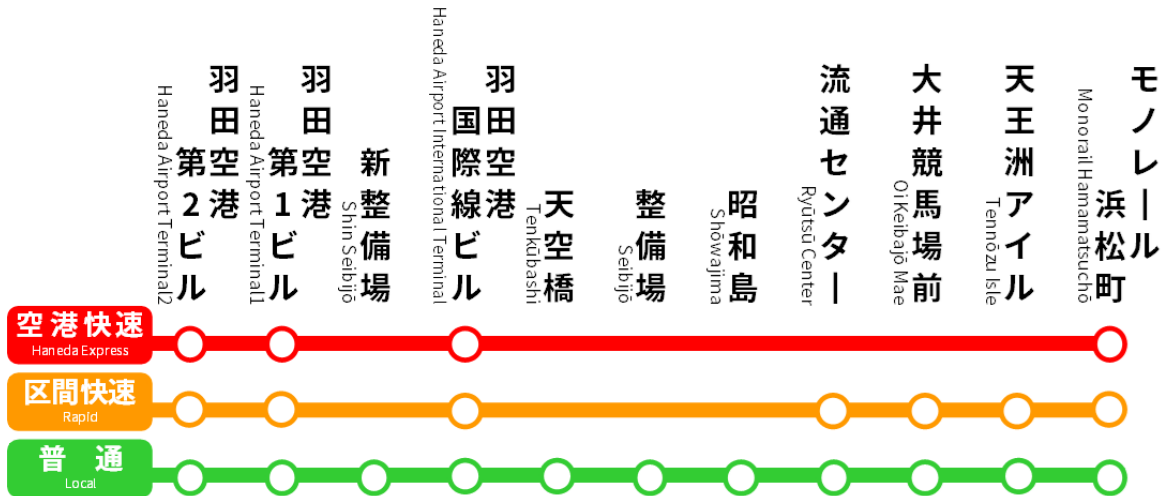 羽田空港
第2ビル
Haneda Airport Terminal2
羽田空港
第1ビル
Haneda Airport Terminal1
新整備場
Shin Seibijō
羽田空港
国際線ビル
Haneda Airport International Terminal
天空橋
Tenkūbashi
整備場
Seibijō
昭和島
Shōwajima
流通センター
Ryūtsū Center
大井競馬場前
Oi Keibajō Mae
天王洲アイル
Tennōzu Isle
モノレール
浜松町
Monorail Hamamatsuchō
空港快速
Haneda Express
区間快速
Rapid
普通
Local